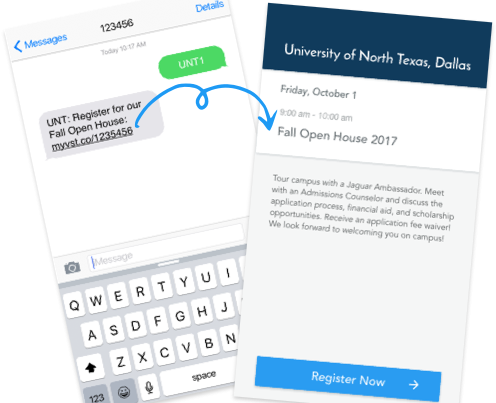 123456
Messages
Details
Today 10:17 AM
UNT1
UNT: Register for our
Fall Open House:
myvst.co/1235456
Message
Q W E R T Y U I
A S D F G H J
Z X C V B N
123
space
University of North Texas, Dallas
Friday, October 1
9:00 am - 10:00 am
Fall Open House 2017
Tour campus with a Jaguar Ambassador. Meet
with an Admissions Counselor and discuss the
application process, financial aid, and scholarship
opportunities. Receive an application fee waiver!
We look forward to welcoming you on campus!
Register Now